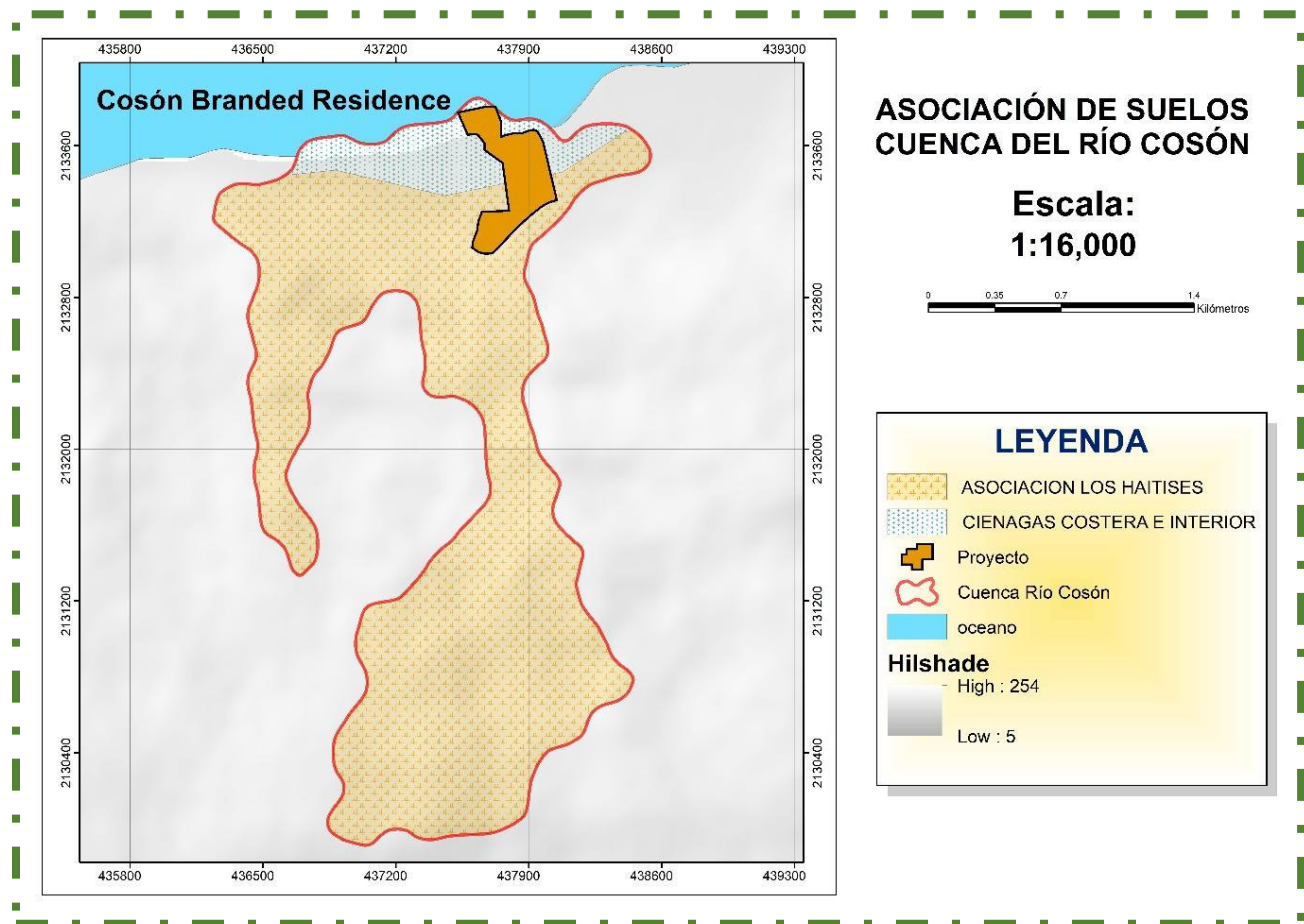 435800 436500 437200 437900 438600 439300
Cosón Branded Residence
2133600 2133600
2132800 2132800
2132000 2132000
2131200 2131200
2130400 2130400
435800 436500 437200 437900 438600 439300
ASOCIACIÓN DE SUELOS
CUENCA DEL RÍO COSÓN
Escala:
1:16,000
0 0.35 0.7 1.4
Kilómetros
LEYENDA
ASOCIACION LOS HAITISES
CIENAGAS COSTERA E INTERIOR
Proyecto
Cuenca Río Cosón
oceano
Hilshade
High : 254
Low : 5